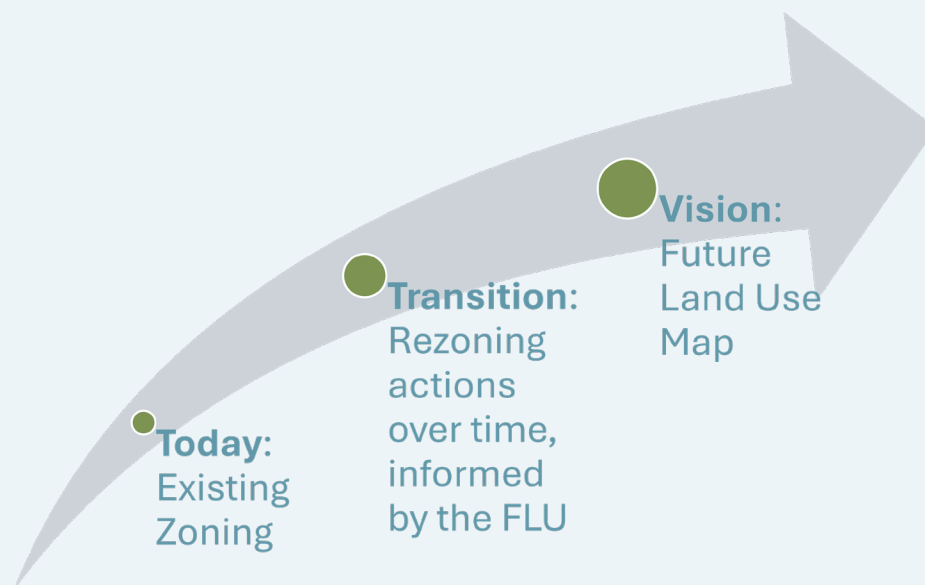 Today:
Existing
Zoning
Transition:
Rezoning
actions
over time,
informed
by the FLU
Vision:
Future
Land Use
Map